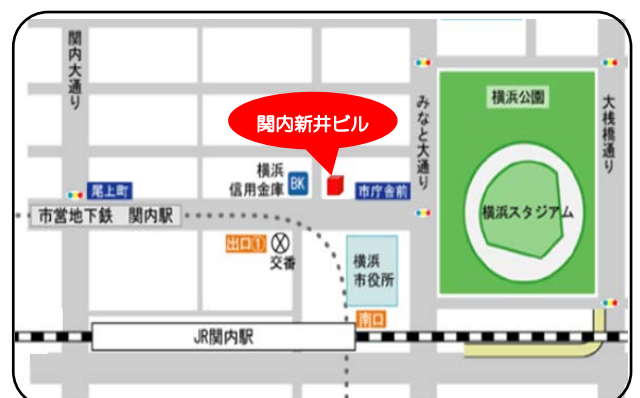 関内大通り
みなと大通り
横浜公園
大桟橋通り
関内新井ビル
横浜
信用金庫
BK
尾上町
市庁舎前
市営地下鉄 関内駅
横浜スタジアム
出口①
交番
横浜
市役所
南口
JR関内駅